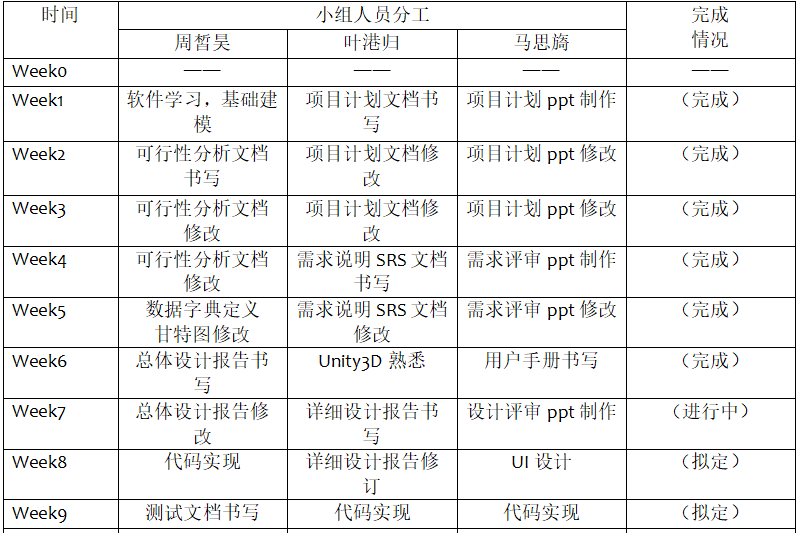 时间 小组人员分工 完成
情况
周皙昊 叶港归 马思旖
Week0 —— —— —— ——
Week1 软件学习，基础建 项目计划文档书 项目计划 ppt 制作 （完成）
模 写
Week2 可行性分析文档 项目计划文档修 项目计划 ppt 修改 （完成）
书写 改
Week3 可行性分析文档 项目计划文档修 项目计划 ppt 修改 （完成）
修改 改
Week4 可行性分析文档 需求说明 SRS 文档 需求评审 ppt 制作 （完成）
修改 书写
Week5 数据字典定义 需求说明 SRS 文档 需求评审 ppt 修改 （完成）
甘特图修改 修改
Week6 总体设计报告书 Unity3D 熟悉 用户手册书写 （完成）
写
Week7 总体设计报告修 详细设计报告书 设计评审 ppt 制作 （进行中）
改 写
Week8 代码实现 详细设计报告修 UI 设计 （拟定）
订
Week9 测试文档书写 代码实现 代码实现 （拟定）